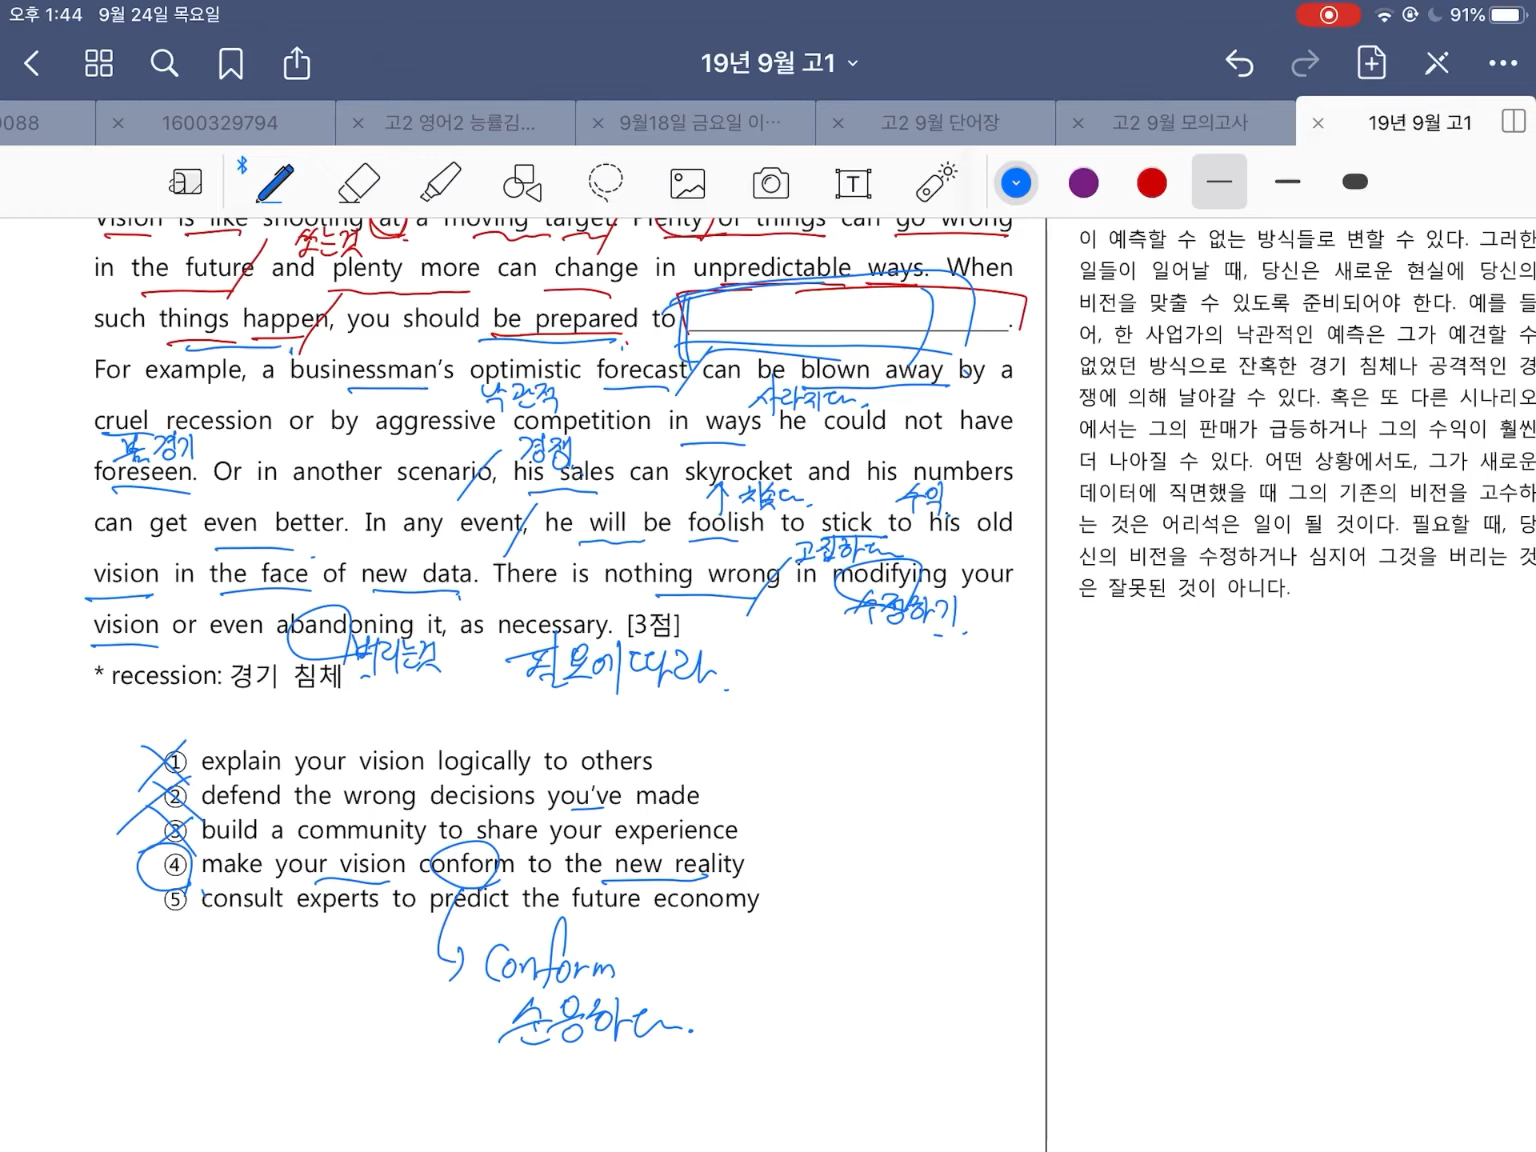 오후 1:44 9월 24일 목요일
91%
19년 9월 고1
0088
1600329794
고2 영어2 능률김...
9월18일 금요일 이...
고2 9월 단어장
고2 9월 모의고사
19년 9월 고1
vision is like shooting at a moving target. Plenty of things can go wrong
쏘는것
in the future and plenty more can change in unpredictable ways. When
such things happen, you should be prepared to ____________.
For example, a businessman's optimistic forecast can be blown away by a
낙관적 사라지다.
cruel recession or by aggressive competition in ways he could not have
불경기 경쟁
foreseen. Or in another scenario, his sales can skyrocket and his numbers
↑ 치솟다. 수익
can get even better. In any event, he will be foolish to stick to his old
고집하다
vision in the face of new data. There is nothing wrong in modifying your
수정하기.
vision or even abandoning it, as necessary. [3점]
버리는것 필요에따라.
* recession: 경기 침체
① explain your vision logically to others
② defend the wrong decisions you've made
③ build a community to share your experience
④ make your vision conform to the new reality
⑤ consult experts to predict the future economy
Conform
순응하다.
이 예측할 수 없는 방식들로 변할 수 있다. 그러한
일들이 일어날 때, 당신은 새로운 현실에 당신의
비전을 맞출 수 있도록 준비되어야 한다. 예를 들
어, 한 사업가의 낙관적인 예측은 그가 예견할 수
없었던 방식으로 잔혹한 경기 침체나 공격적인 경
쟁에 의해 날아갈 수 있다. 혹은 또 다른 시나리오
에서는 그의 판매가 급등하거나 그의 수익이 훨씬
더 나아질 수 있다. 어떤 상황에서도, 그가 새로운
데이터에 직면했을 때 그의 기존의 비전을 고수하
는 것은 어리석은 일이 될 것이다. 필요할 때, 당
신의 비전을 수정하거나 심지어 그것을 버리는 것
은 잘못된 것이 아니다.